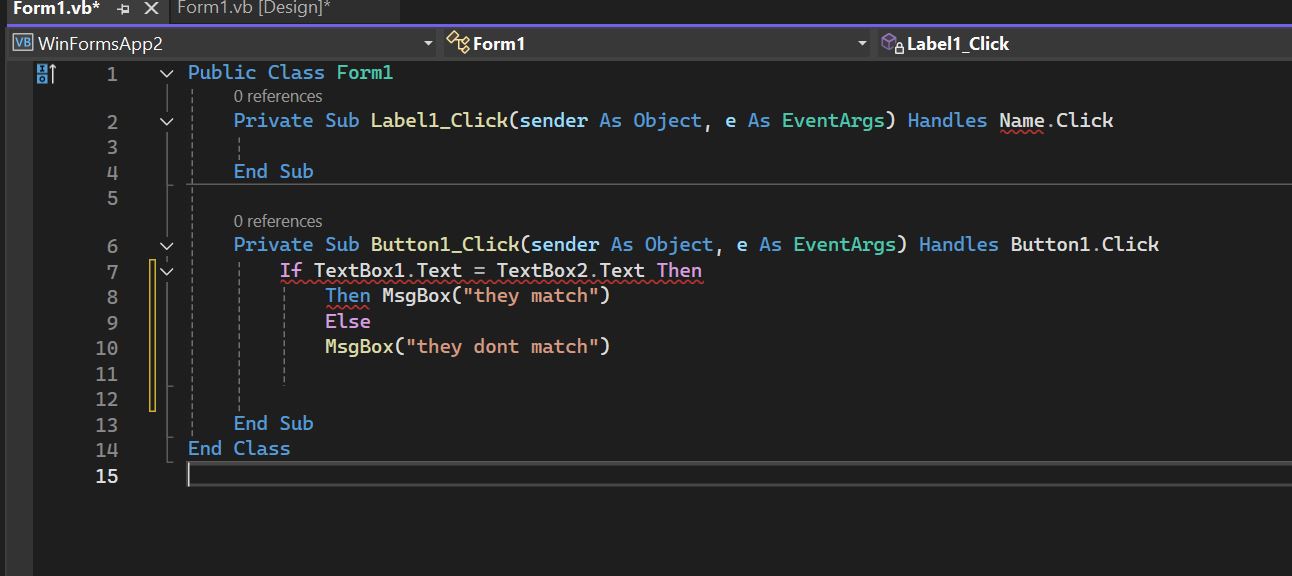 Form1.vb* Form1.vb [Design]*
VB WinFormsApp2 Form1 Label1_Click
1 Public Class Form1
0 references
2 Private Sub Label1_Click(sender As Object, e As EventArgs) Handles Name.Click
3
4 End Sub
5
0 references
6 Private Sub Button1_Click(sender As Object, e As EventArgs) Handles Button1.Click
7 If TextBox1.Text = TextBox2.Text Then
8 Then MsgBox("they match")
9 Else
10 MsgBox("they dont match")
11
12
13 End Sub
14 End Class
15